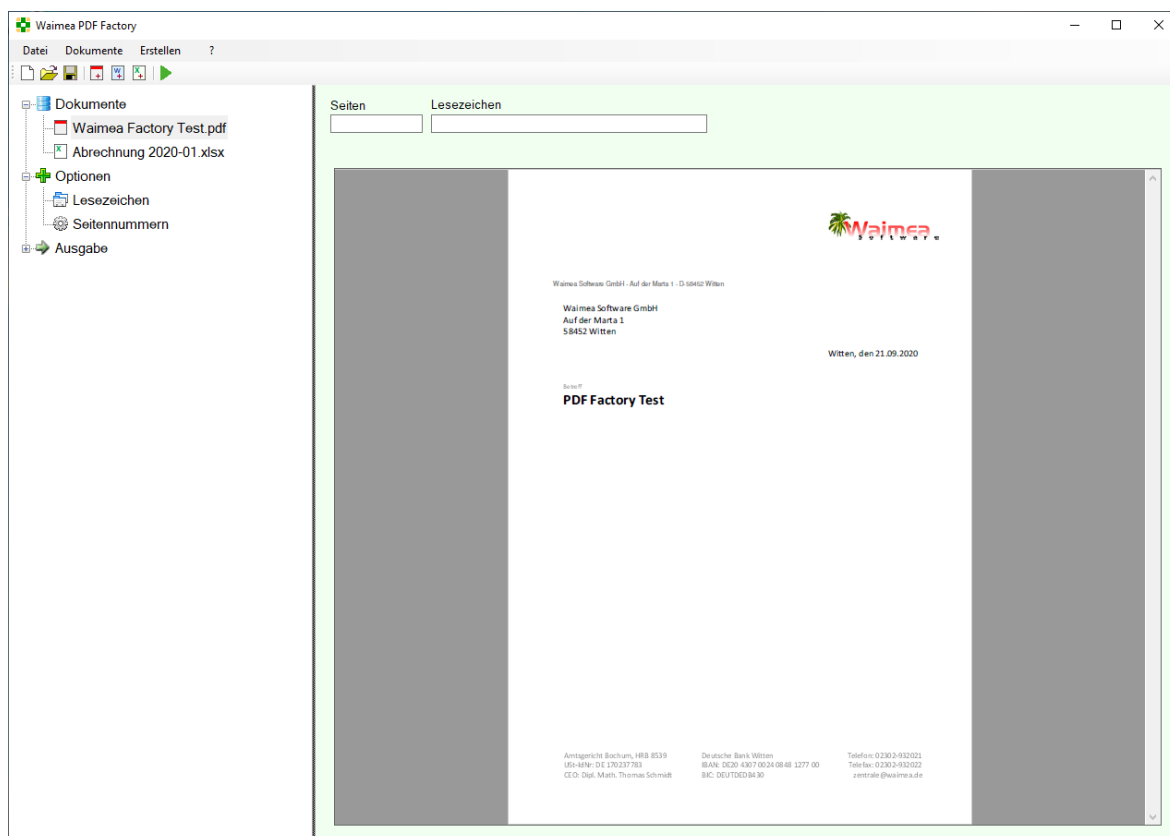 Waimea PDF Factory
Datei Dokumente Erstellen ?
Dokumente
Waimea Factory Test.pdf
Abrechnung 2020-01.xlsx
Optionen
Lesezeichen
Seitennummern
Ausgabe
Seiten Lesezeichen
Waimea
Software
Waimea Software GmbH - Auf der Marta 1 - D-58452 Witten
Waimea Software GmbH
Auf der Marta 1
58452 Witten
Witten, den 21.09.2020
Betreff
PDF Factory Test
Amtsgericht Bochum, HRB 8539 Deutsche Bank Witten Telefon: 02302-932021
USt-IdNr: DE 170237783 IBAN: DE20 4307 0024 0848 1277 00 Telefax: 02302-932022
CEO: Dipl. Math. Thomas Schmidt BIC: DEUTDEDB430 zentrale@waimea.de